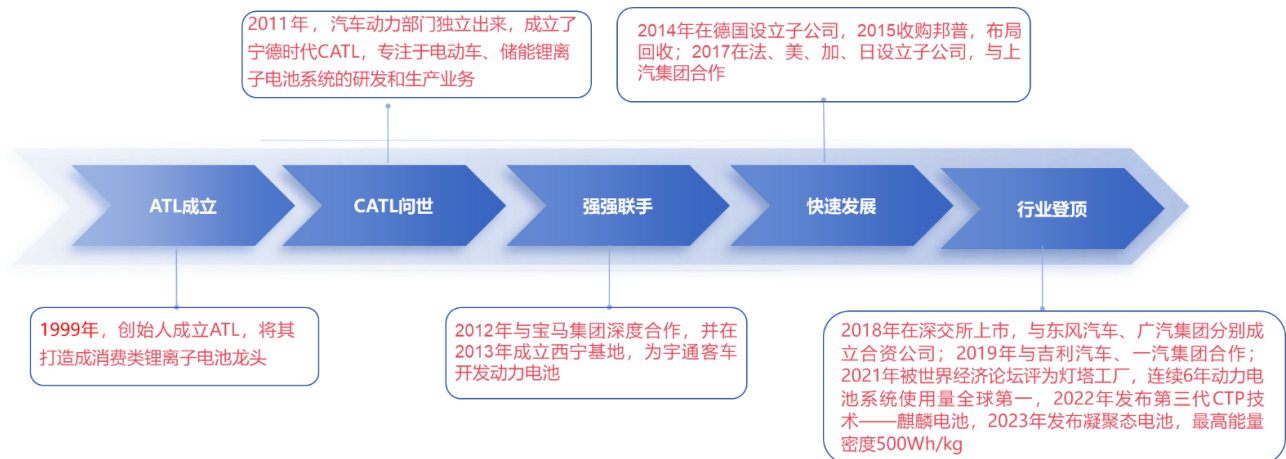 2011年，汽车动力部门独立出来，成立了
宁德时代CATL，专注于电动车、储能锂离
子电池系统的研发和生产业务
2014年在德国设立子公司，2015收购邦普，布局
回收；2017在法、美、加、日设立子公司，与上
汽集团合作
ATL成立
CATL问世
强强联手
快速发展
行业登顶
1999年，创始人成立ATL，将其
打造成消费类锂离子电池龙头
2012年与宝马集团深度合作，并在
2013年成立西宁基地，为宇通客车
开发动力电池
2018年在深交所上市，与东风汽车、广汽集团分别成
立合资公司；2019年与吉利汽车、一汽集团合作；
2021年被世界经济论坛评为灯塔工厂，连续6年动力电
池系统使用量全球第一，2022年发布第三代CTP技
术——麒麟电池，2023年发布凝聚态电池，最高能量
密度500Wh/kg